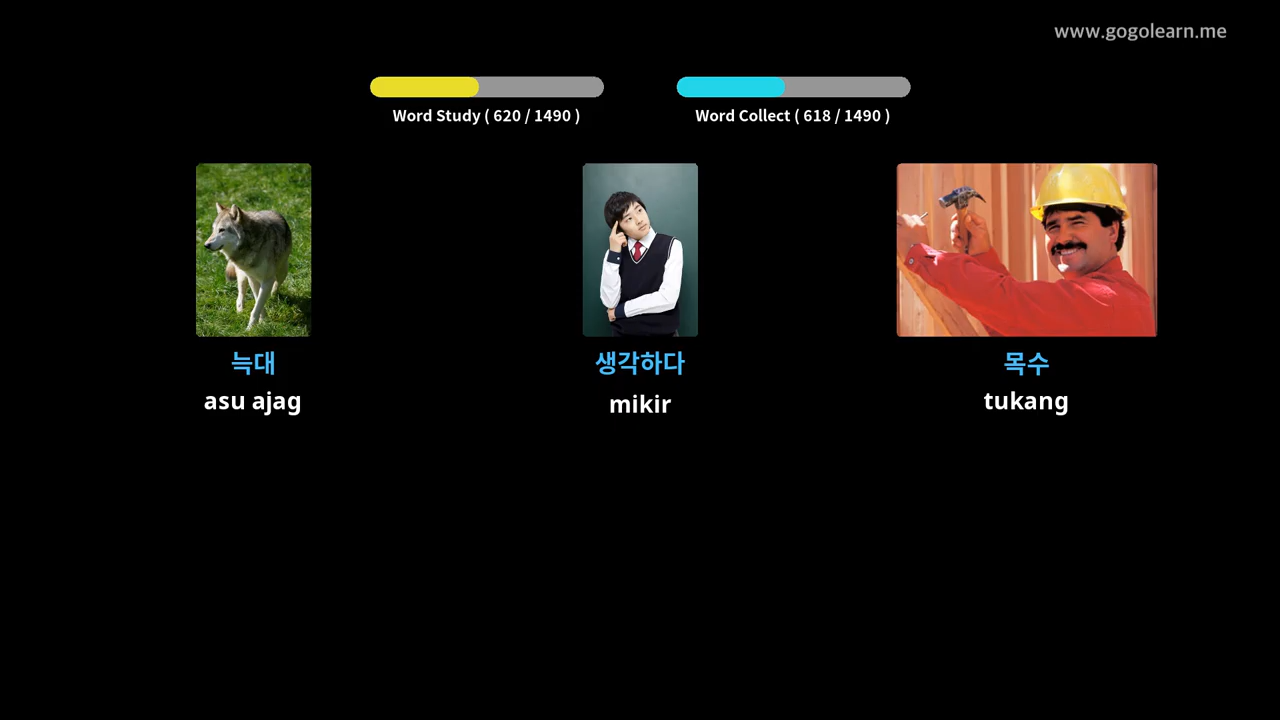 www.gogolearn.me
Word Study ( 620 / 1490 )
Word Collect ( 618 / 1490 )
늑대
asu ajag
생각하다
mikir
목수
tukang